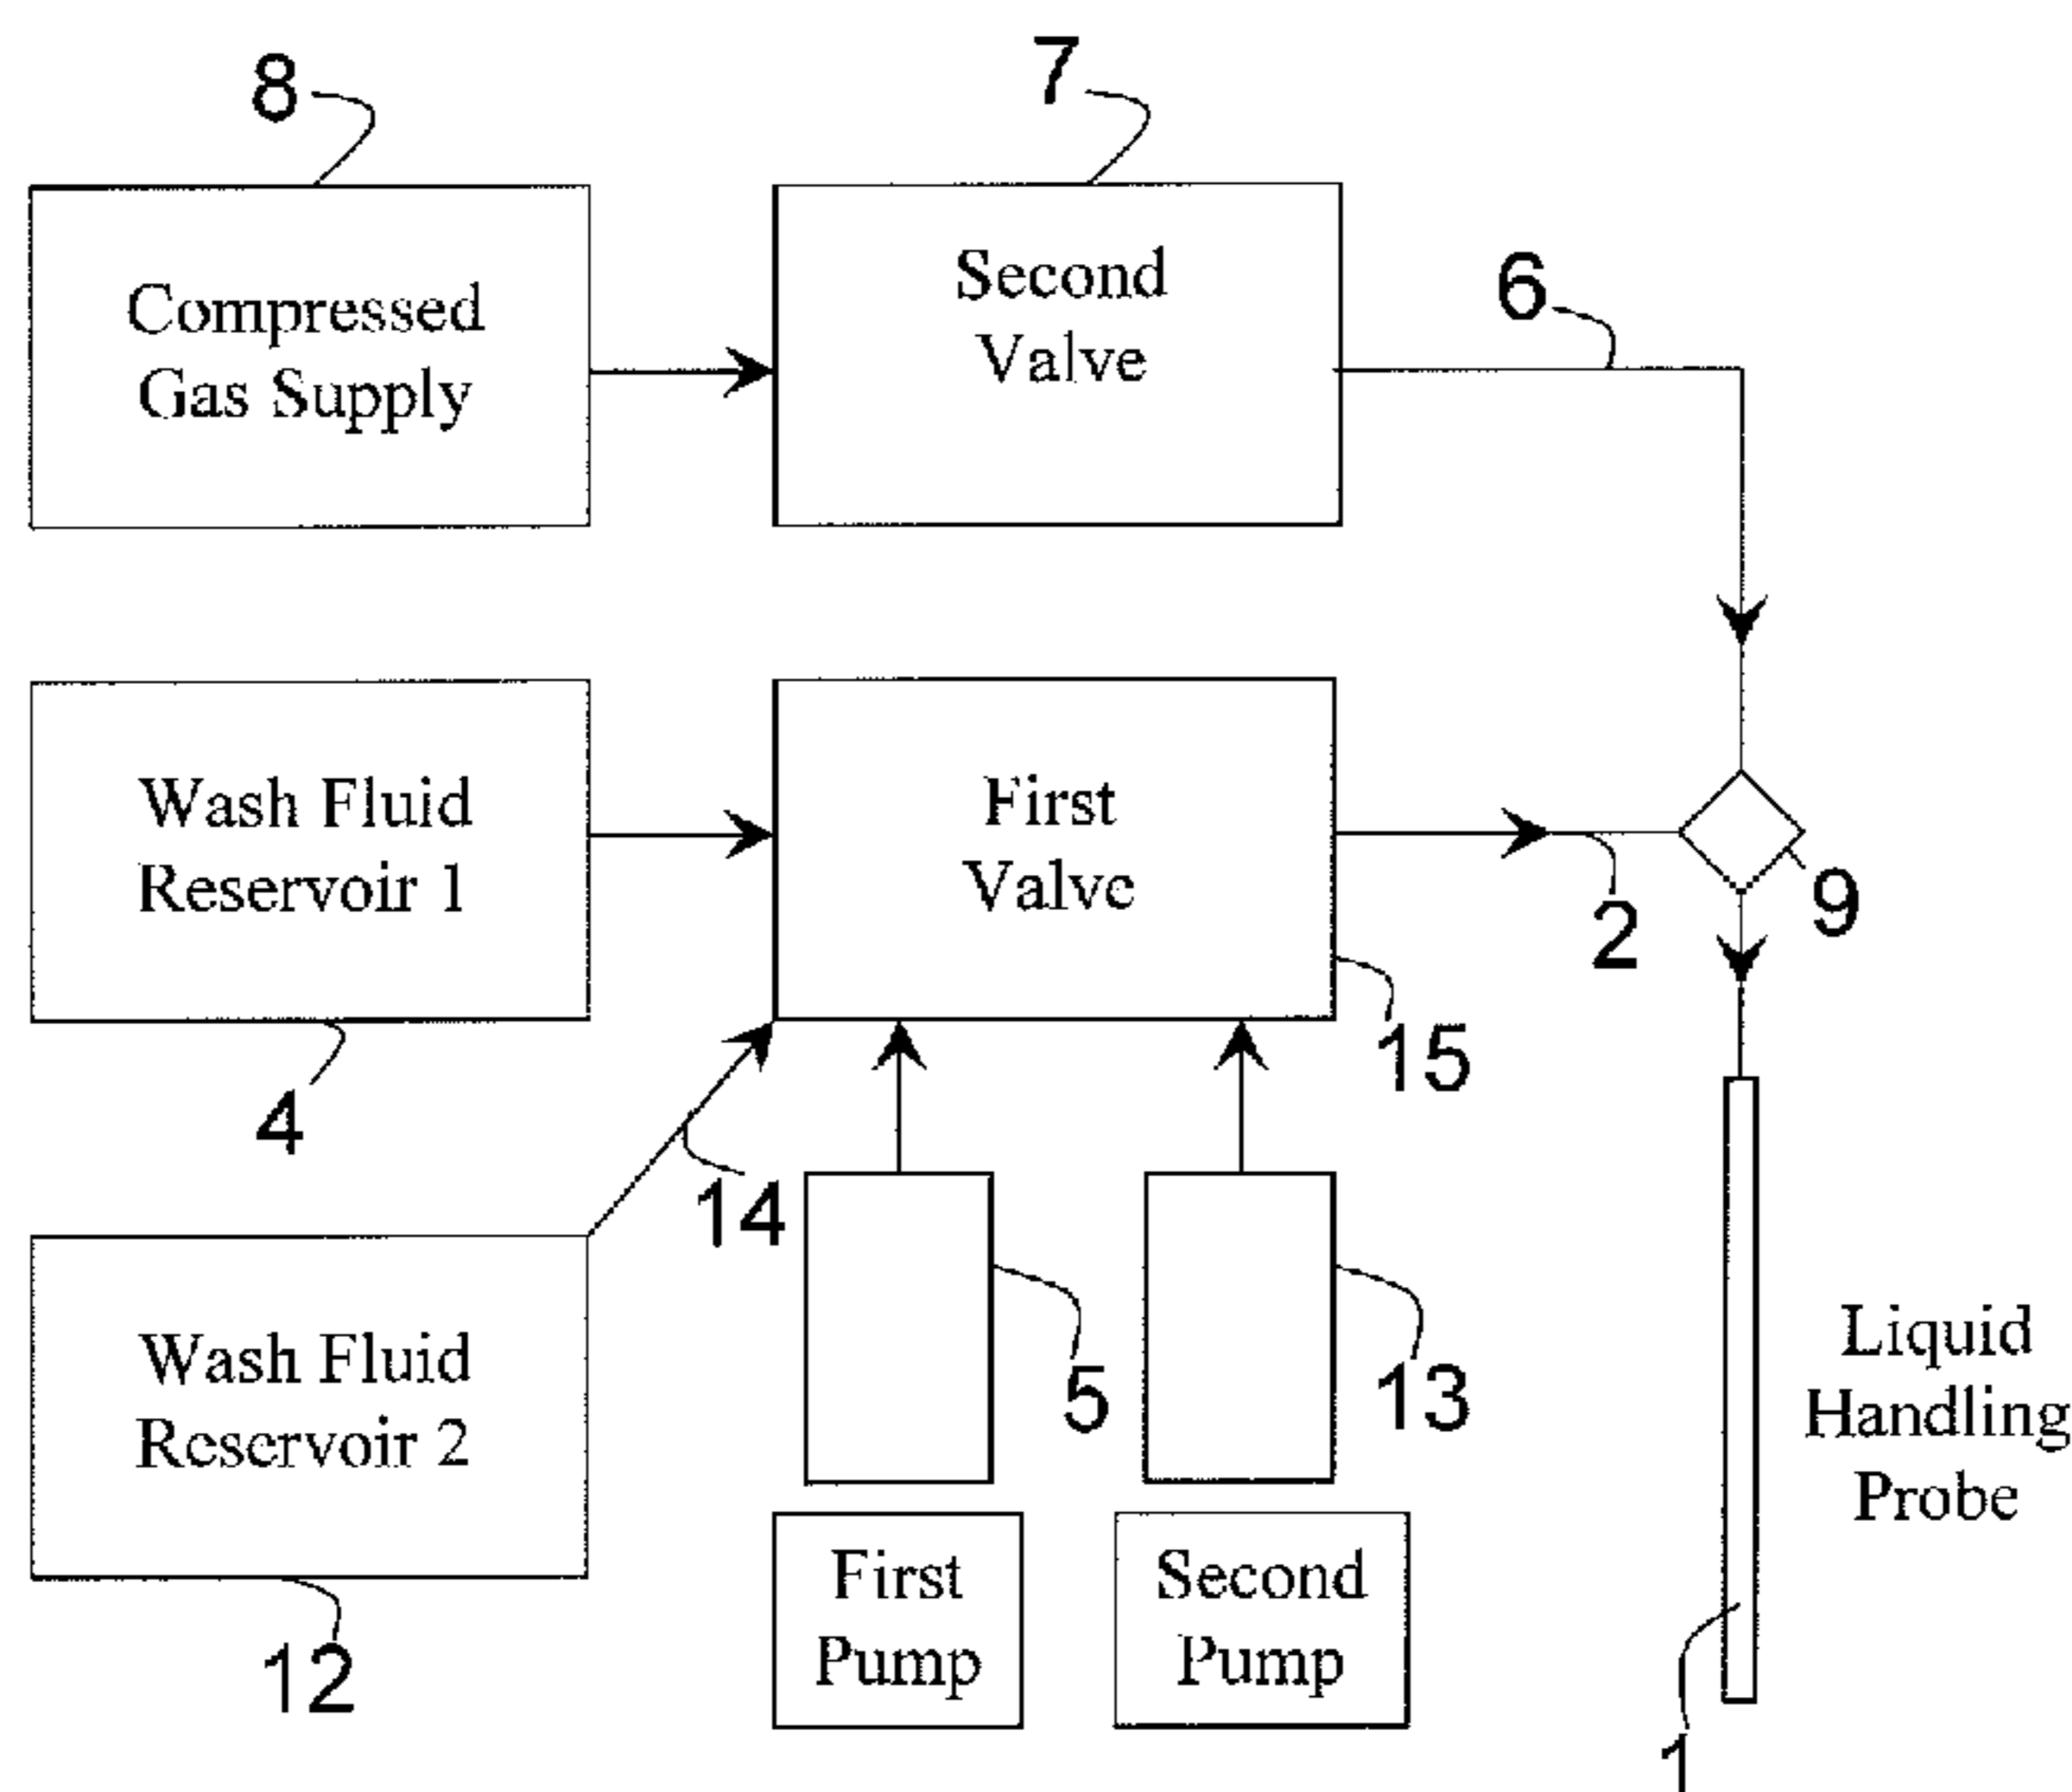 8
7
Compressed
Gas Supply
Second
Valve
6
Wash Fluid
Reservoir 1
First
Valve
2
9
15
4
14
Wash Fluid
Reservoir 2
5
13
Liquid
Handling
Probe
First
Pump
Second
Pump
12
1